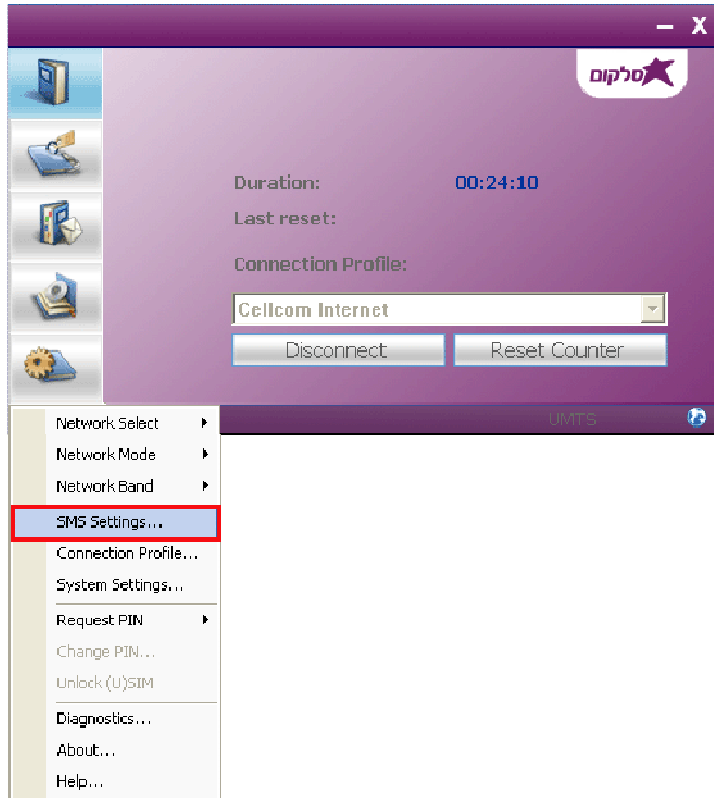 X
סלקום
Duration: 00:24:10
Last reset:
Connection Profile:
Cellcom Internet
Disconnect Reset Counter
UMTS
Network Select
Network Mode
Network Band
SMS Settings...
Connection Profile...
System Settings...
Request PIN
Change PIN...
Unlock (U)SIM
Diagnostics...
About...
Help...